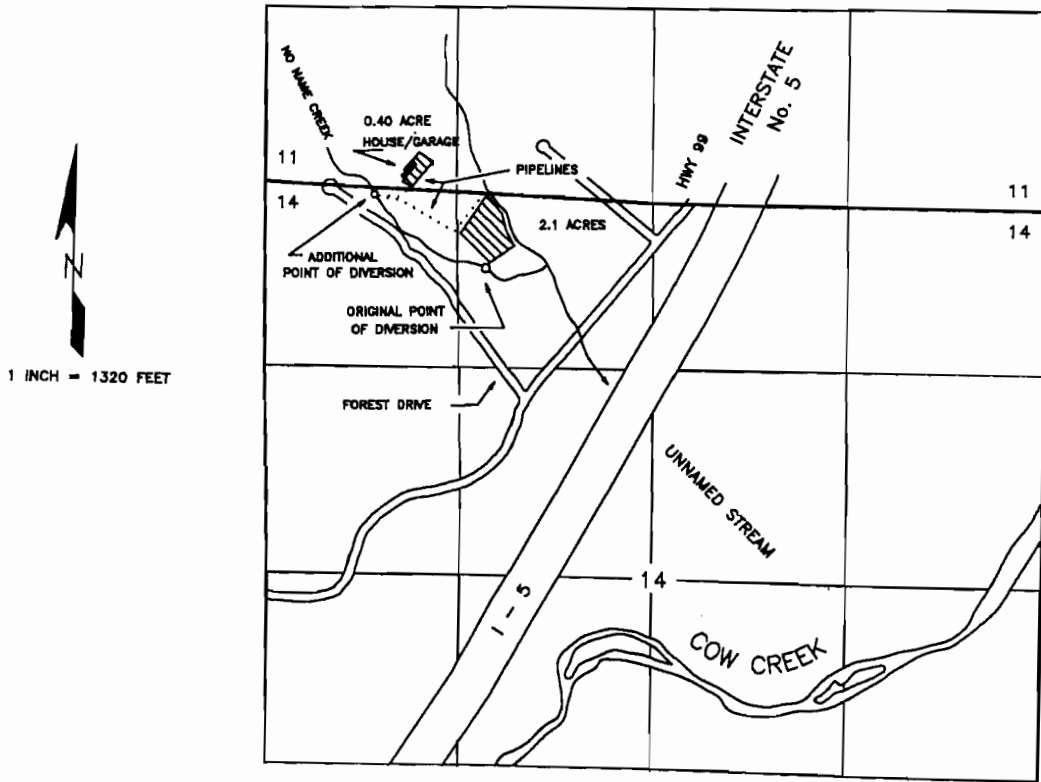 NO NAME CREEK
0.40 ACRE
HOUSE/GARAGE
PIPELINES
INTERSTATE
No. 5
HWY 99
11
14
11
14
2.1 ACRES
ADDITIONAL
POINT OF DIVERSION
ORIGINAL POINT
OF DIVERSION
N
1 INCH = 1320 FEET
FOREST DRIVE
UNNAMED STREAM
14
I-5
COW CREEK